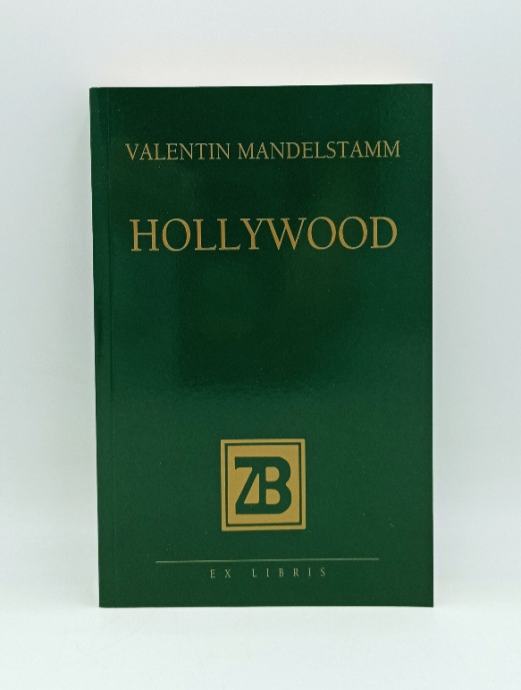 VALENTIN MANDELSTAMM
HOLLYWOOD
ZB
EX LIBRIS